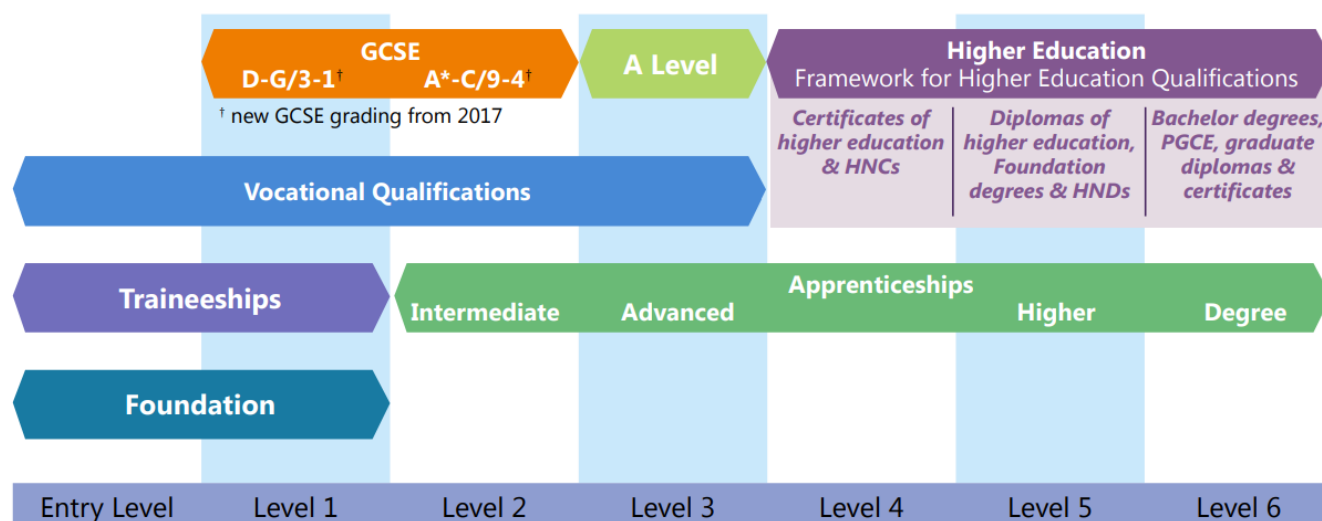 GCSE
D-G/3-1† A*-C/9-4†
† new GCSE grading from 2017
A Level
Higher Education
Framework for Higher Education Qualifications
Certificates of
higher education
& HNCs
Diplomas of
higher education,
Foundation
degrees & HNDs
Bachelor degrees,
PGCE, graduate
diplomas &
certificates
Vocational Qualifications
Traineeships
Apprenticeships
Intermediate Advanced Higher Degree
Foundation
Entry Level Level 1 Level 2 Level 3 Level 4 Level 5 Level 6